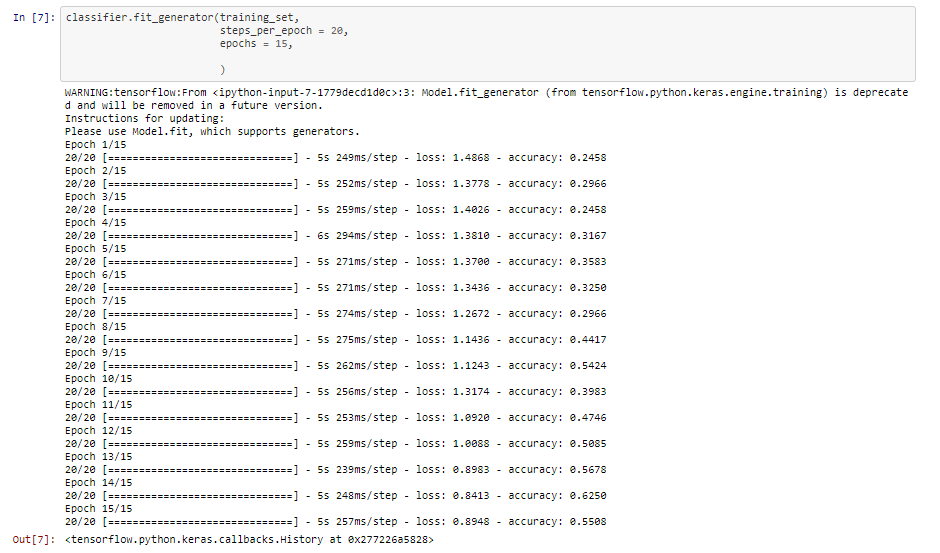 In [7]: classifier.fit_generator(training_set,
steps_per_epoch = 20,
epochs = 15,
)
WARNING:tensorflow:From <ipython-input-7-1779decd1d0c>:3: Model.fit_generator (from tensorflow.python.keras.engine.training) is deprecate
d and will be removed in a future version.
Instructions for updating:
Please use Model.fit, which supports generators.
Epoch 1/15
20/20 [==============================] - 5s 249ms/step - loss: 1.4868 - accuracy: 0.2458
Epoch 2/15
20/20 [==============================] - 5s 252ms/step - loss: 1.3778 - accuracy: 0.2966
Epoch 3/15
20/20 [==============================] - 5s 259ms/step - loss: 1.4026 - accuracy: 0.2458
Epoch 4/15
20/20 [==============================] - 6s 294ms/step - loss: 1.3810 - accuracy: 0.3167
Epoch 5/15
20/20 [==============================] - 5s 271ms/step - loss: 1.3700 - accuracy: 0.3583
Epoch 6/15
20/20 [==============================] - 5s 271ms/step - loss: 1.3436 - accuracy: 0.3250
Epoch 7/15
20/20 [==============================] - 5s 274ms/step - loss: 1.2672 - accuracy: 0.2966
Epoch 8/15
20/20 [==============================] - 5s 275ms/step - loss: 1.1436 - accuracy: 0.4417
Epoch 9/15
20/20 [==============================] - 5s 262ms/step - loss: 1.1243 - accuracy: 0.5424
Epoch 10/15
20/20 [==============================] - 5s 256ms/step - loss: 1.3174 - accuracy: 0.3983
Epoch 11/15
20/20 [==============================] - 5s 253ms/step - loss: 1.0920 - accuracy: 0.4746
Epoch 12/15
20/20 [==============================] - 5s 259ms/step - loss: 1.0088 - accuracy: 0.5085
Epoch 13/15
20/20 [==============================] - 5s 239ms/step - loss: 0.8983 - accuracy: 0.5678
Epoch 14/15
20/20 [==============================] - 5s 248ms/step - loss: 0.8413 - accuracy: 0.6250
Epoch 15/15
20/20 [==============================] - 5s 257ms/step - loss: 0.8948 - accuracy: 0.5508
Out[7]: <tensorflow.python.keras.callbacks.History at 0x277226a5828>